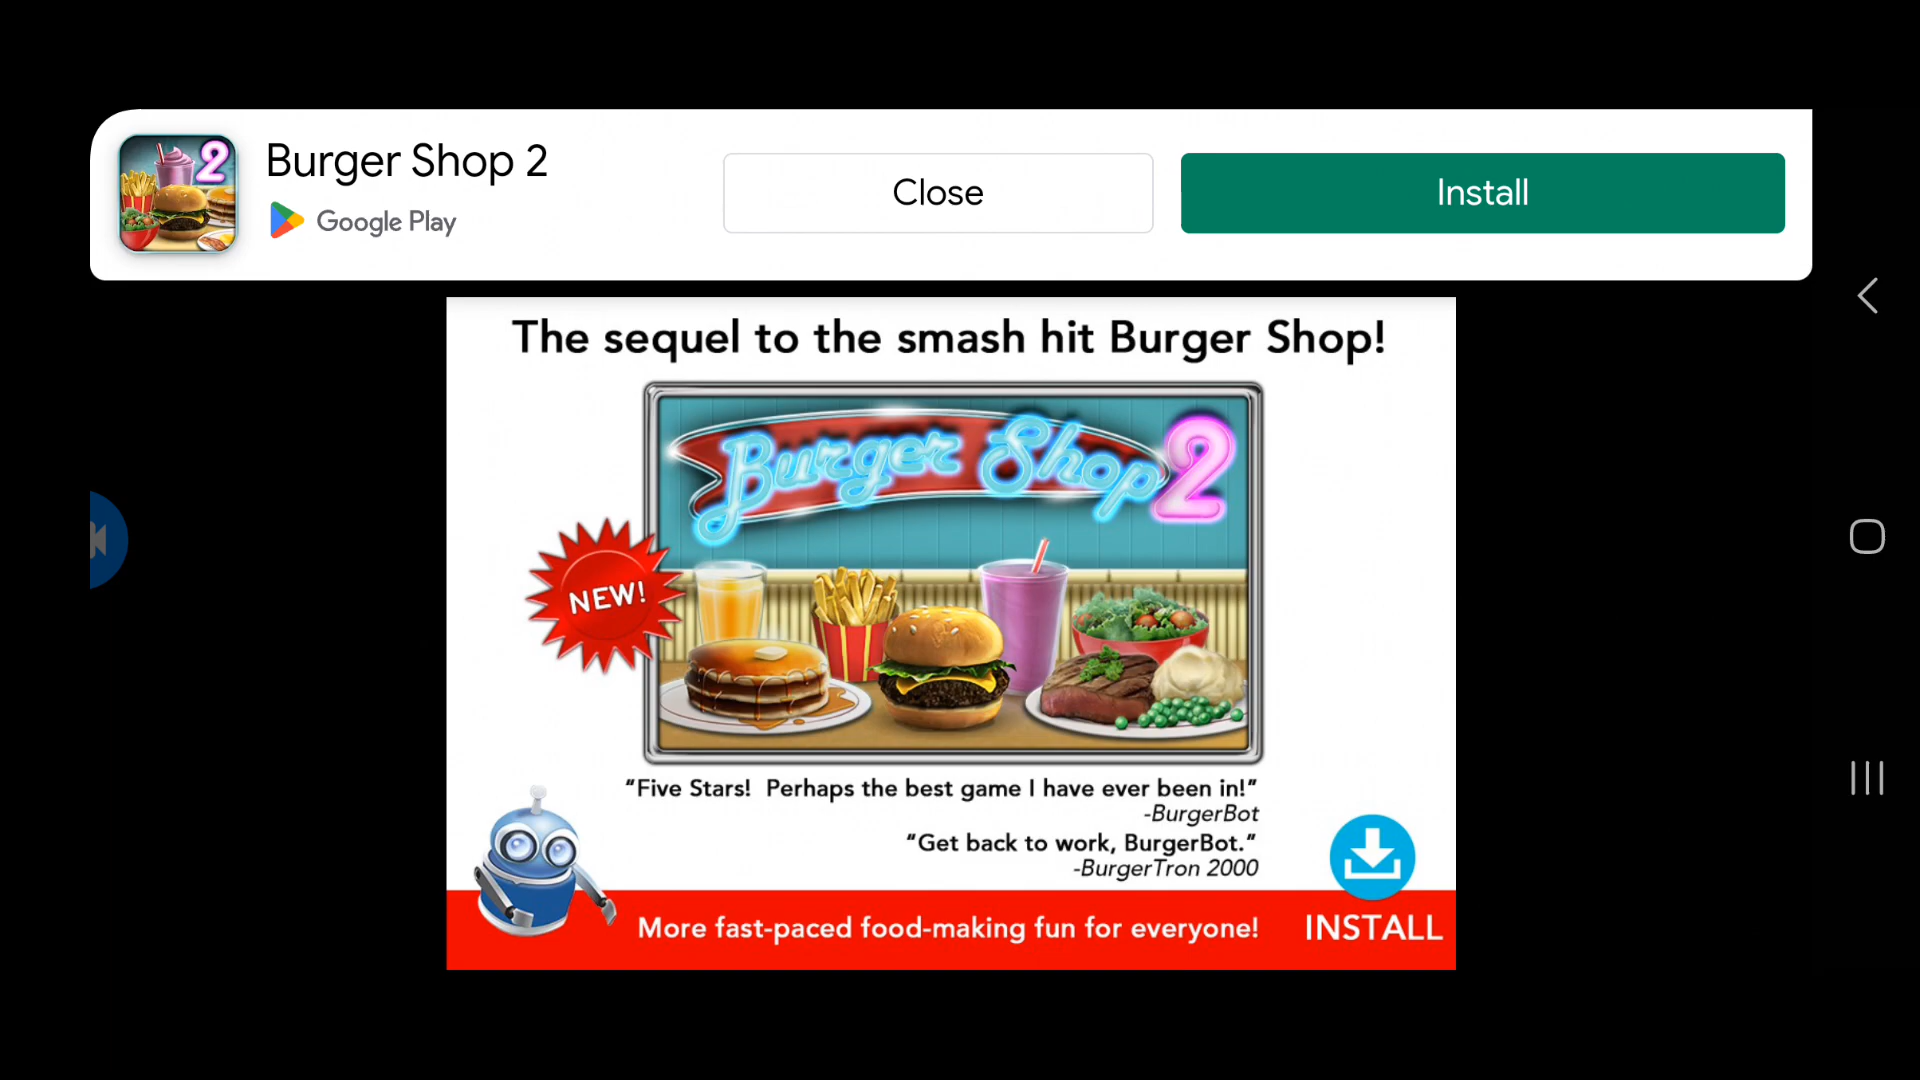 2
Burger Shop 2
Google Play
Close
Install
The sequel to the smash hit Burger Shop!
Burger Shop 2
NEW!
“Five Stars!  Perhaps the best game I have ever been in!”
-BurgerBot
“Get back to work, BurgerBot.”
-BurgerTron 2000
More fast-paced food-making fun for everyone!
INSTALL